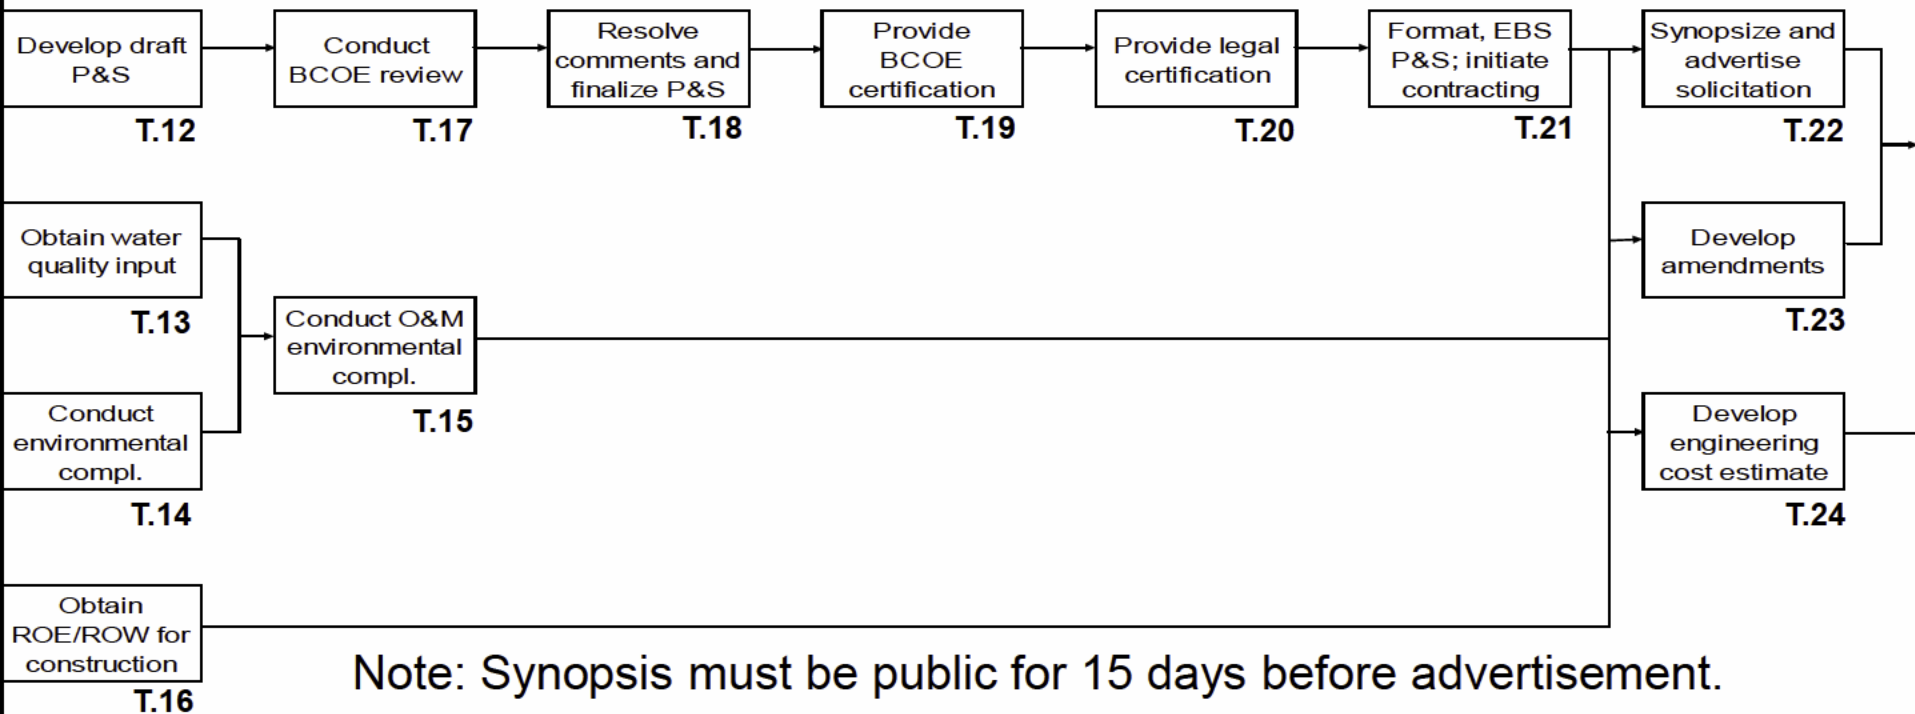 Develop draft
P&S
T.12
Conduct
BCOE review
T.17
Resolve
comments and
finalize P&S
T.18
Provide
BCOE
certification
T.19
Provide legal
certification
T.20
Format, EBS
P&S; initiate
contracting
T.21
Synopsize and
advertise
solicitation
T.22
Obtain water
quality input
T.13
Develop
amendments
T.23
Conduct O&M
environmental
compl.
T.15
Conduct
environmental
compl.
T.14
Develop
engineering
cost estimate
T.24
Obtain
ROE/ROW for
construction
T.16
Note: Synopsis must be public for 15 days before advertisement.